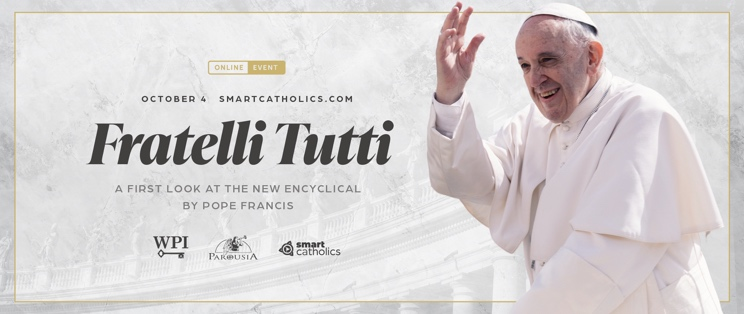 ONLINE EVENT
OCTOBER 4 SMARTCATHOLICS.COM
Fratelli Tutti
A FIRST LOOK AT THE NEW ENCYCLICAL
BY POPE FRANCIS
WPI
PAROUSIA
smart
catholics